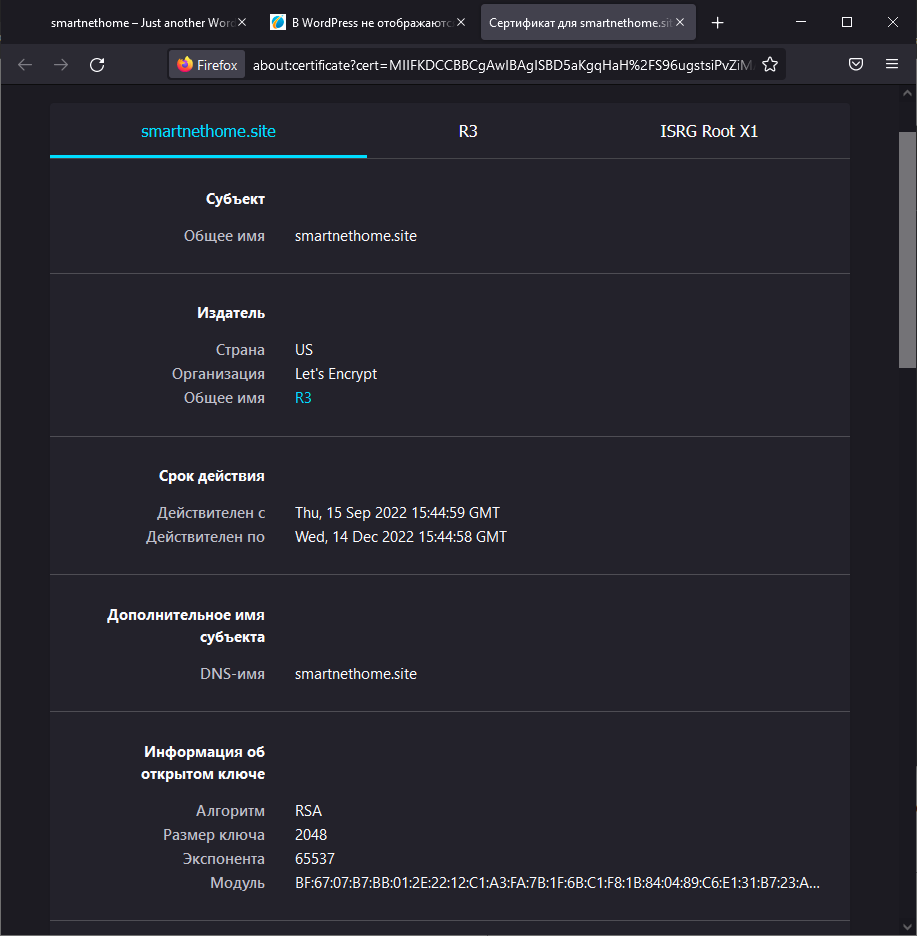 smartnethome – Just another Word
В WordPress не отображаютс
Сертификат для smartnethome.sit
Firefox
about:certificate?cert=MIIFKDCCBBCgAwIBAgISBD5aKgqHaH%2FS96ugstsiPvZiM
smartnethome.site
R3
ISRG Root X1
Субъект
Общее имя smartnethome.site
Издатель
Страна US
Организация Let's Encrypt
Общее имя R3
Срок действия
Действителен с Thu, 15 Sep 2022 15:44:59 GMT
Действителен по Wed, 14 Dec 2022 15:44:58 GMT
Дополнительное имя
субъекта
DNS-имя smartnethome.site
Информация об
открытом ключе
Алгоритм RSA
Размер ключа 2048
Экспонента 65537
Модуль BF:67:07:B7:BB:01:2E:22:12:C1:A3:FA:7B:1F:6B:C1:F8:1B:84:04:89:C6:E1:31:B7:23:A...